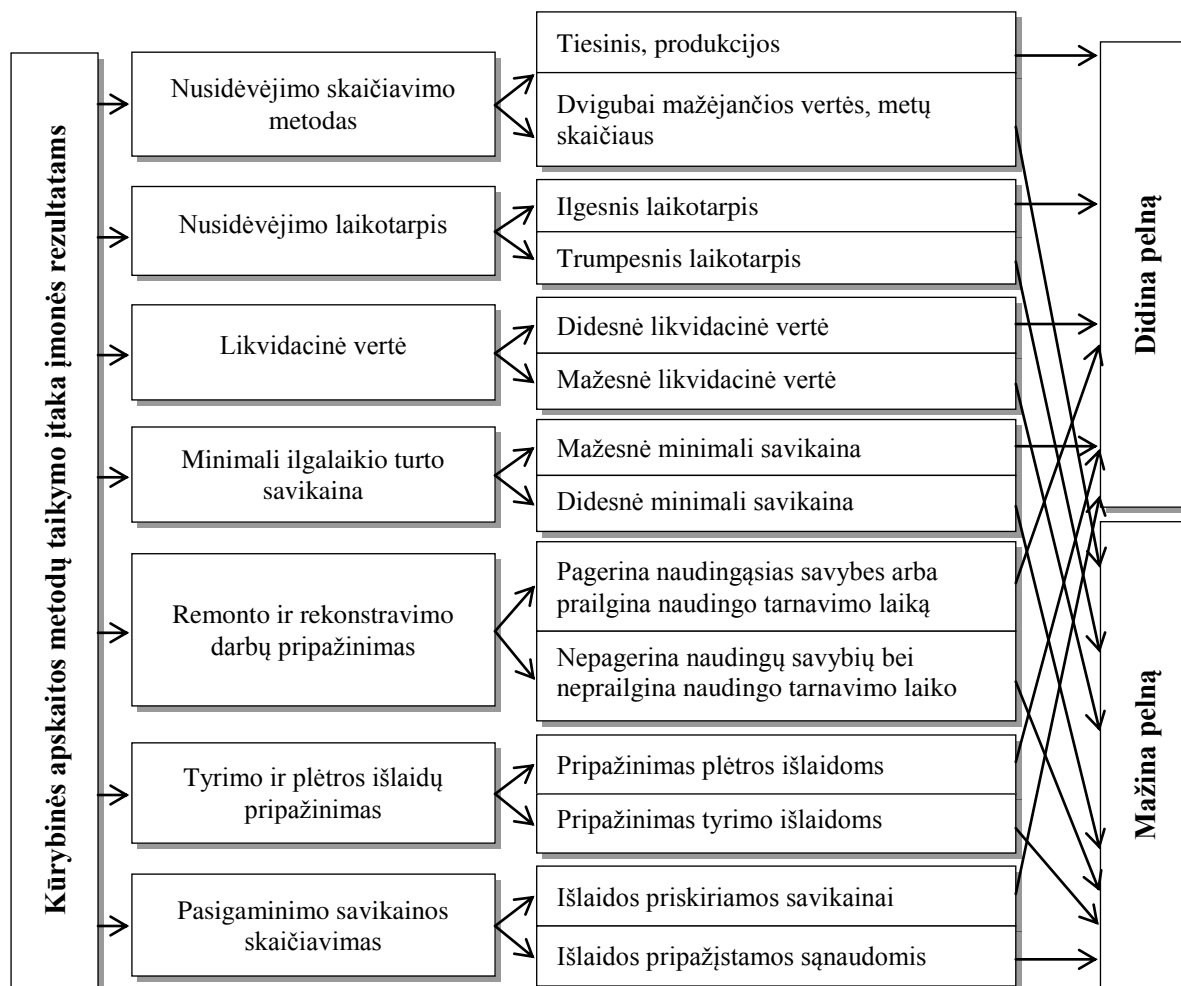 Kūrybinės apskaitos metodų taikymo įtaka įmonės rezultatams
Nusidėvėjimo skaičiavimo
metodas
Tiesinis, produkcijos
Dvigubai mažėjančios vertės, metų
skaičiaus
Nusidėvėjimo laikotarpis
Ilgesnis laikotarpis
Trumpesnis laikotarpis
Likvidacinė vertė
Didesnė likvidacinė vertė
Mažesnė likvidacinė vertė
Minimali ilgalaikio turto
savikaina
Mažesnė minimali savikaina
Didesnė minimali savikaina
Remonto ir rekonstravimo
darbų pripažinimas
Pagerina naudingąsias savybes arba
prailgina naudingo tarnavimo laiką
Nepagerina naudingų savybių bei
neprailgina naudingo tarnavimo laiko
Tyrimo ir plėtros išlaidų
pripažinimas
Pripažinimas plėtros išlaidoms
Pripažinimas tyrimo išlaidoms
Pasigaminimo savikainos
skaičiavimas
Išlaidos priskiriamos savikainai
Išlaidos pripažįstamos sąnaudomis
Didina pelną
Mažina pelną